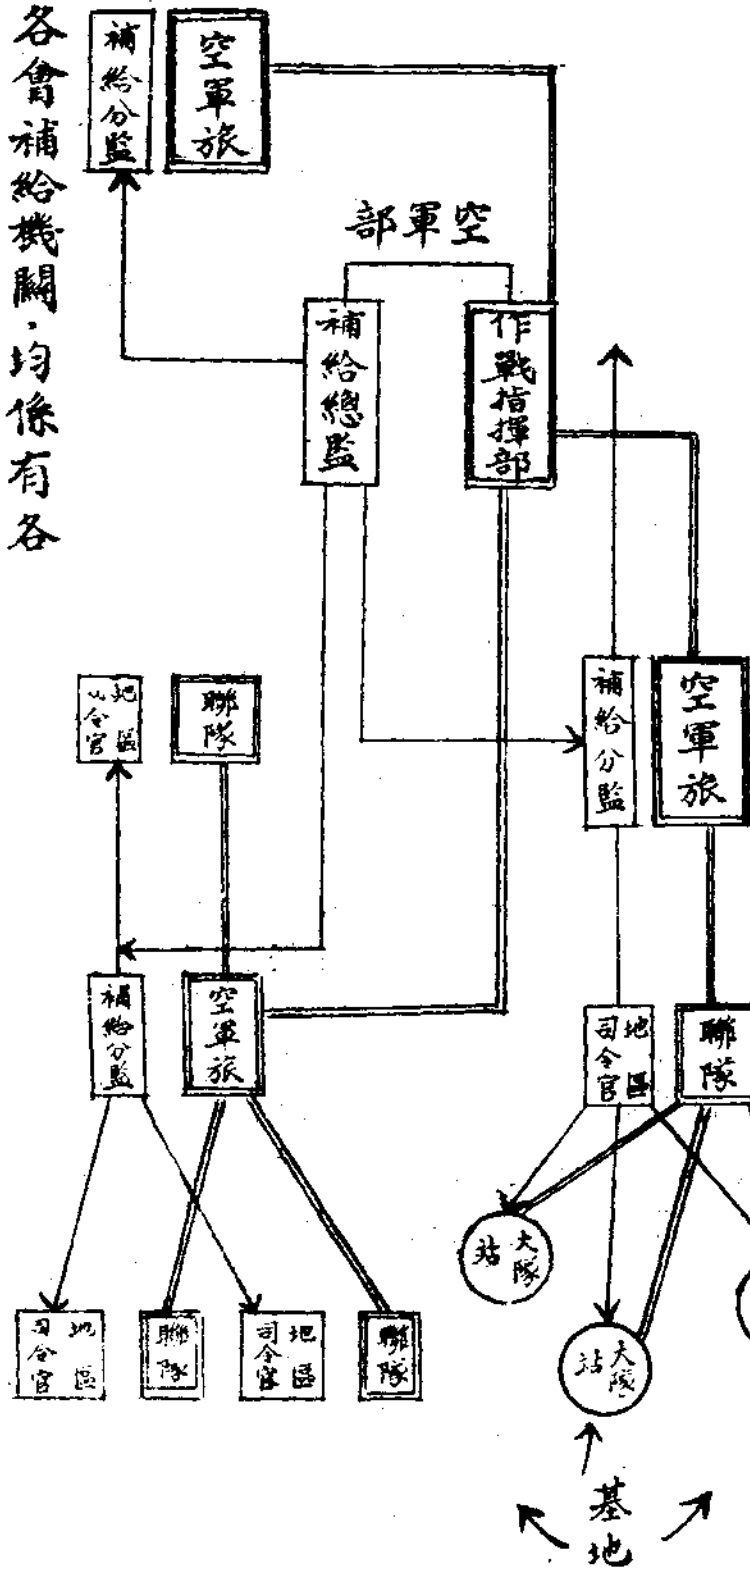 空軍部
作戰指揮部
補給總監
空軍旅
補給分監
空軍旅
補給分監
聯隊
地區司令官
大隊站
大隊站
基地
聯隊
地區司令官
空軍旅
補給分監
聯隊
地區司令官
聯隊
地區司令官
各會補給機關，均係有各